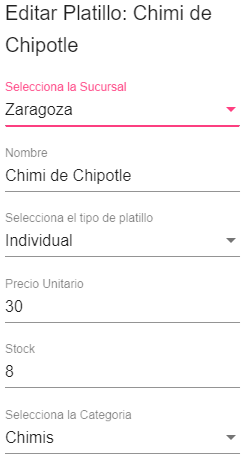 Editar Platillo: Chimi de
Chipotle
Selecciona la Sucursal
Zaragoza
Nombre
Chimi de Chipotle
Selecciona el tipo de platillo
Individual
Precio Unitario
30
Stock
8
Selecciona la Categoria
Chimis